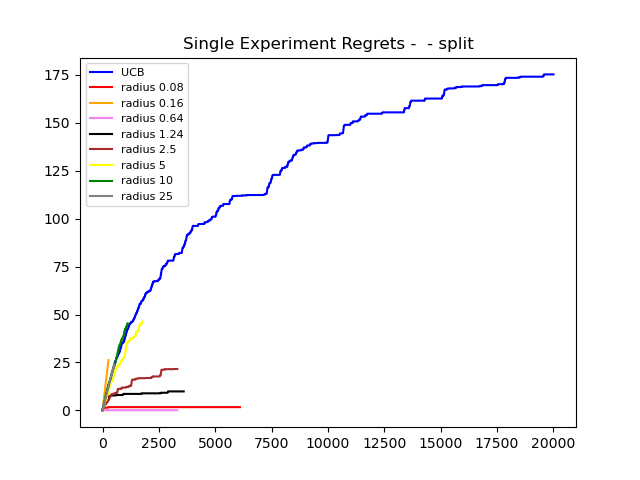 Single Experiment Regrets -  - split
UCB
radius 0.08
radius 0.16
radius 0.64
radius 1.24
radius 2.5
radius 5
radius 10
radius 25
175
150
125
100
75
50
25
0
0 2500 5000 7500 10000 12500 15000 17500 20000